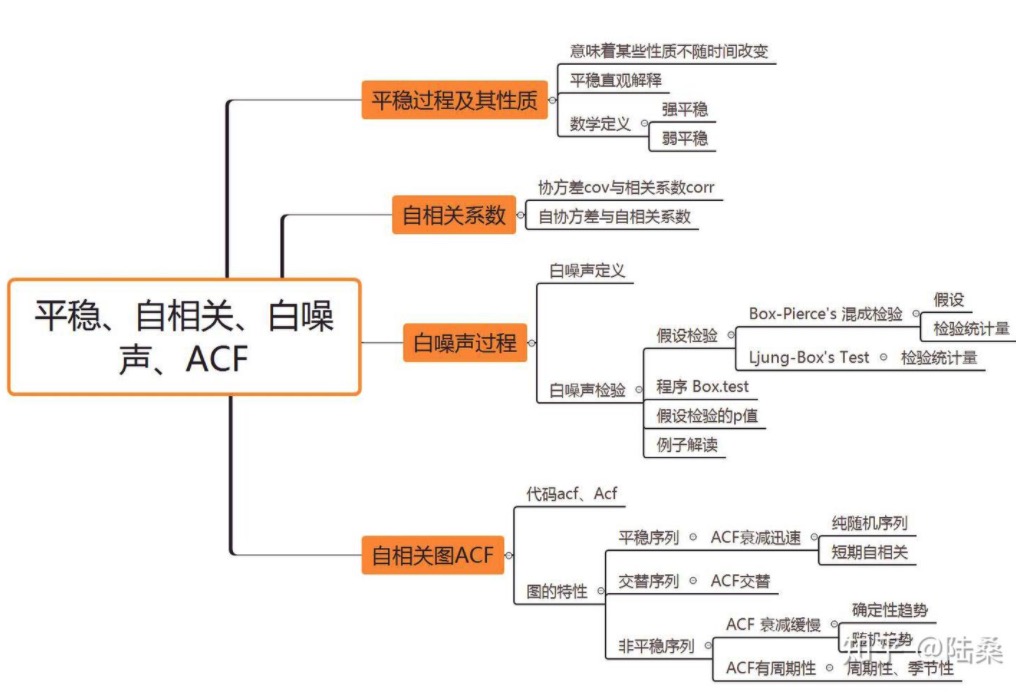 平稳、自相关、白噪
声、ACF
平稳过程及其性质
意味着某些性质不随时间改变
平稳直观解释
数学定义
强平稳
弱平稳
自相关系数
协方差cov与相关系数corr
自协方差与自相关系数
白噪声过程
白噪声定义
白噪声检验
假设检验
Box-Pierce's 混成检验
假设
检验统计量
Ljung-Box's Test
检验统计量
程序 Box.test
假设检验的p值
例子解读
自相关图ACF
代码acf、Acf
图的特性
平稳序列
ACF衰减迅速
纯随机序列
短期自相关
交替序列
ACF交替
非平稳序列
ACF 衰减缓慢
确定性趋势
随机趋势
ACF有周期性
周期性、季节性
知乎 @陆桑